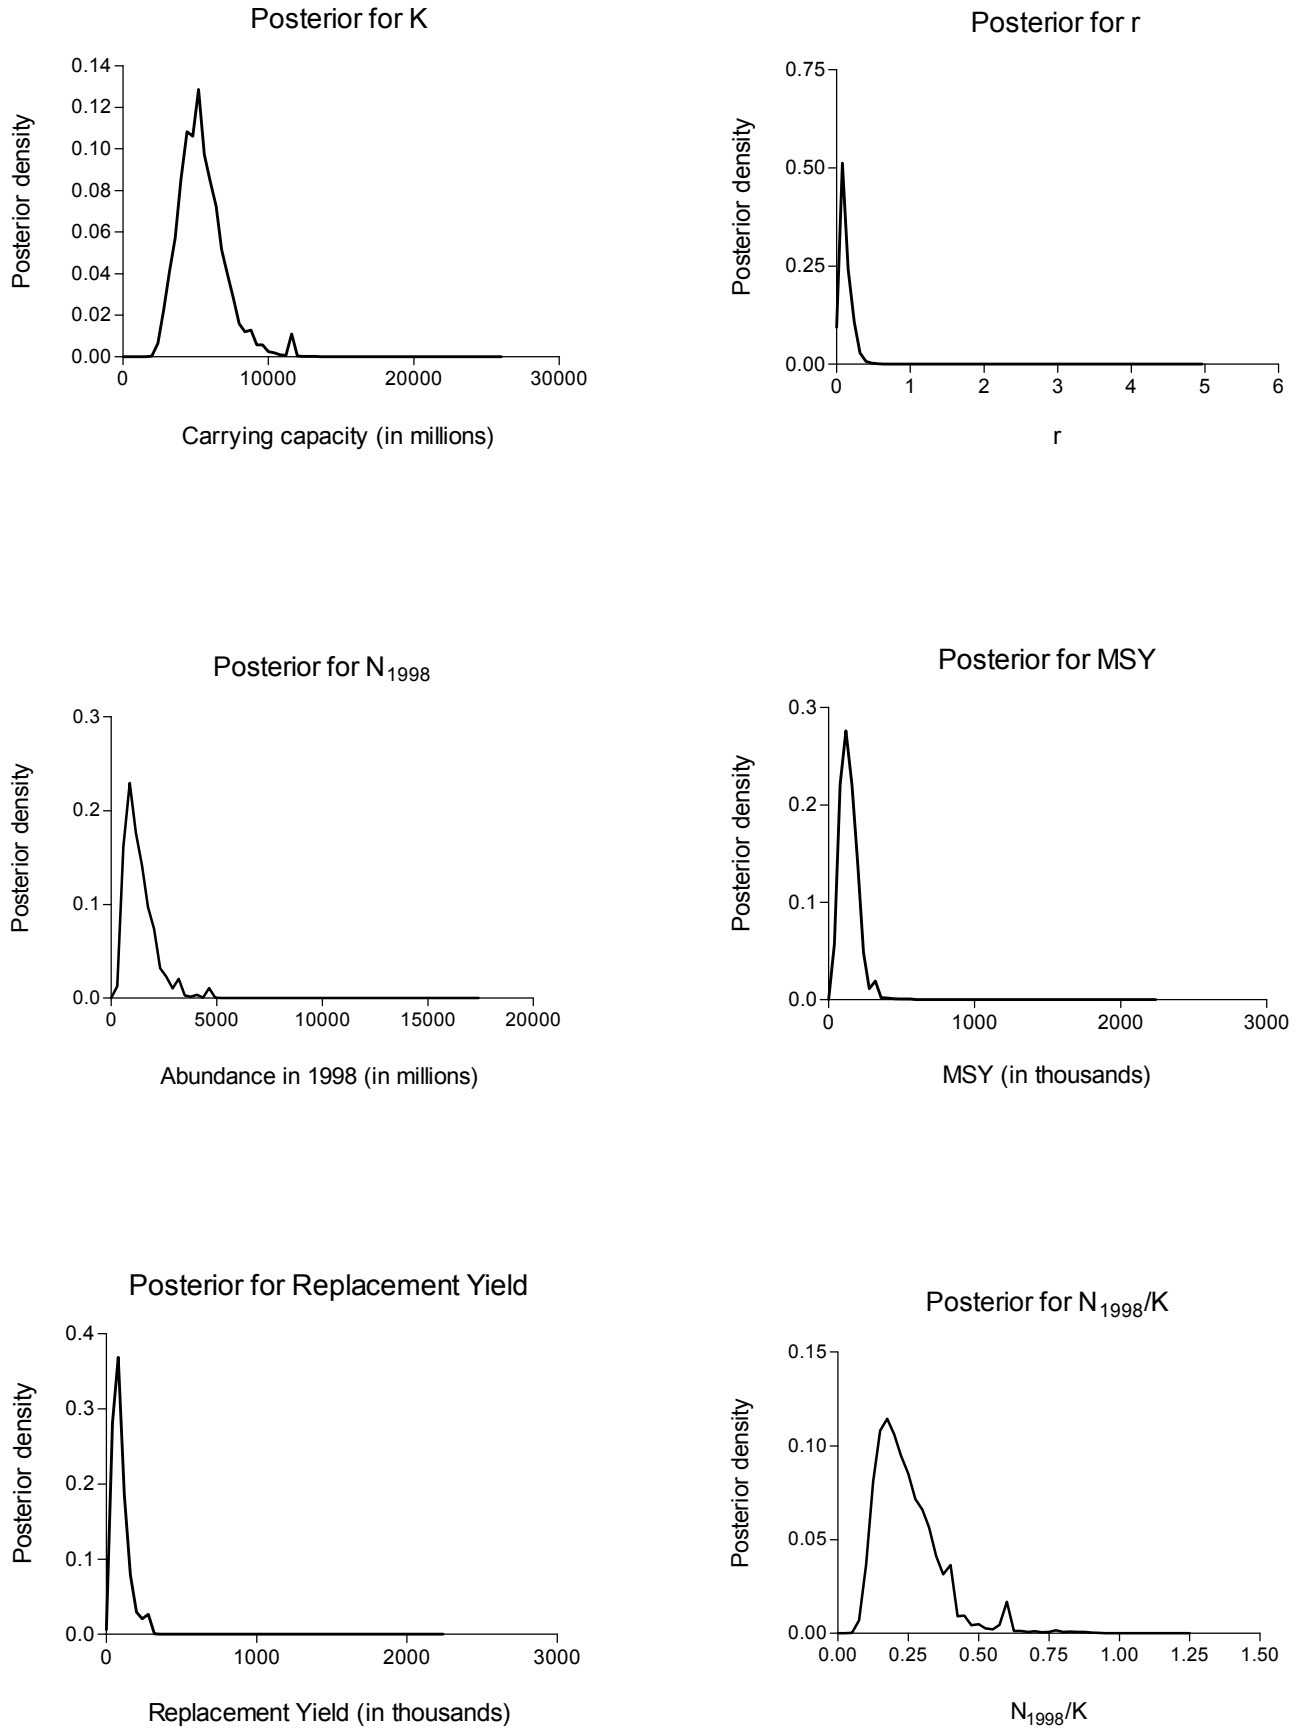 Posterior for K
Posterior density
0.14
0.12
0.10
0.08
0.06
0.04
0.02
0.00
0 10000 20000 30000
Carrying capacity (in millions)
Posterior for r
Posterior density
0.75
0.50
0.25
0.00
0 1 2 3 4 5 6
r
Posterior for N1998
Posterior density
0.3
0.2
0.1
0.0
0 5000 10000 15000 20000
Abundance in 1998 (in millions)
Posterior for MSY
Posterior density
0.3
0.2
0.1
0.0
0 1000 2000 3000
MSY (in thousands)
Posterior for Replacement Yield
Posterior density
0.4
0.3
0.2
0.1
0.0
0 1000 2000 3000
Replacement Yield (in thousands)
Posterior for N1998/K
Posterior density
0.15
0.10
0.05
0.00
0.00 0.25 0.50 0.75 1.00 1.25 1.50
N1998/K